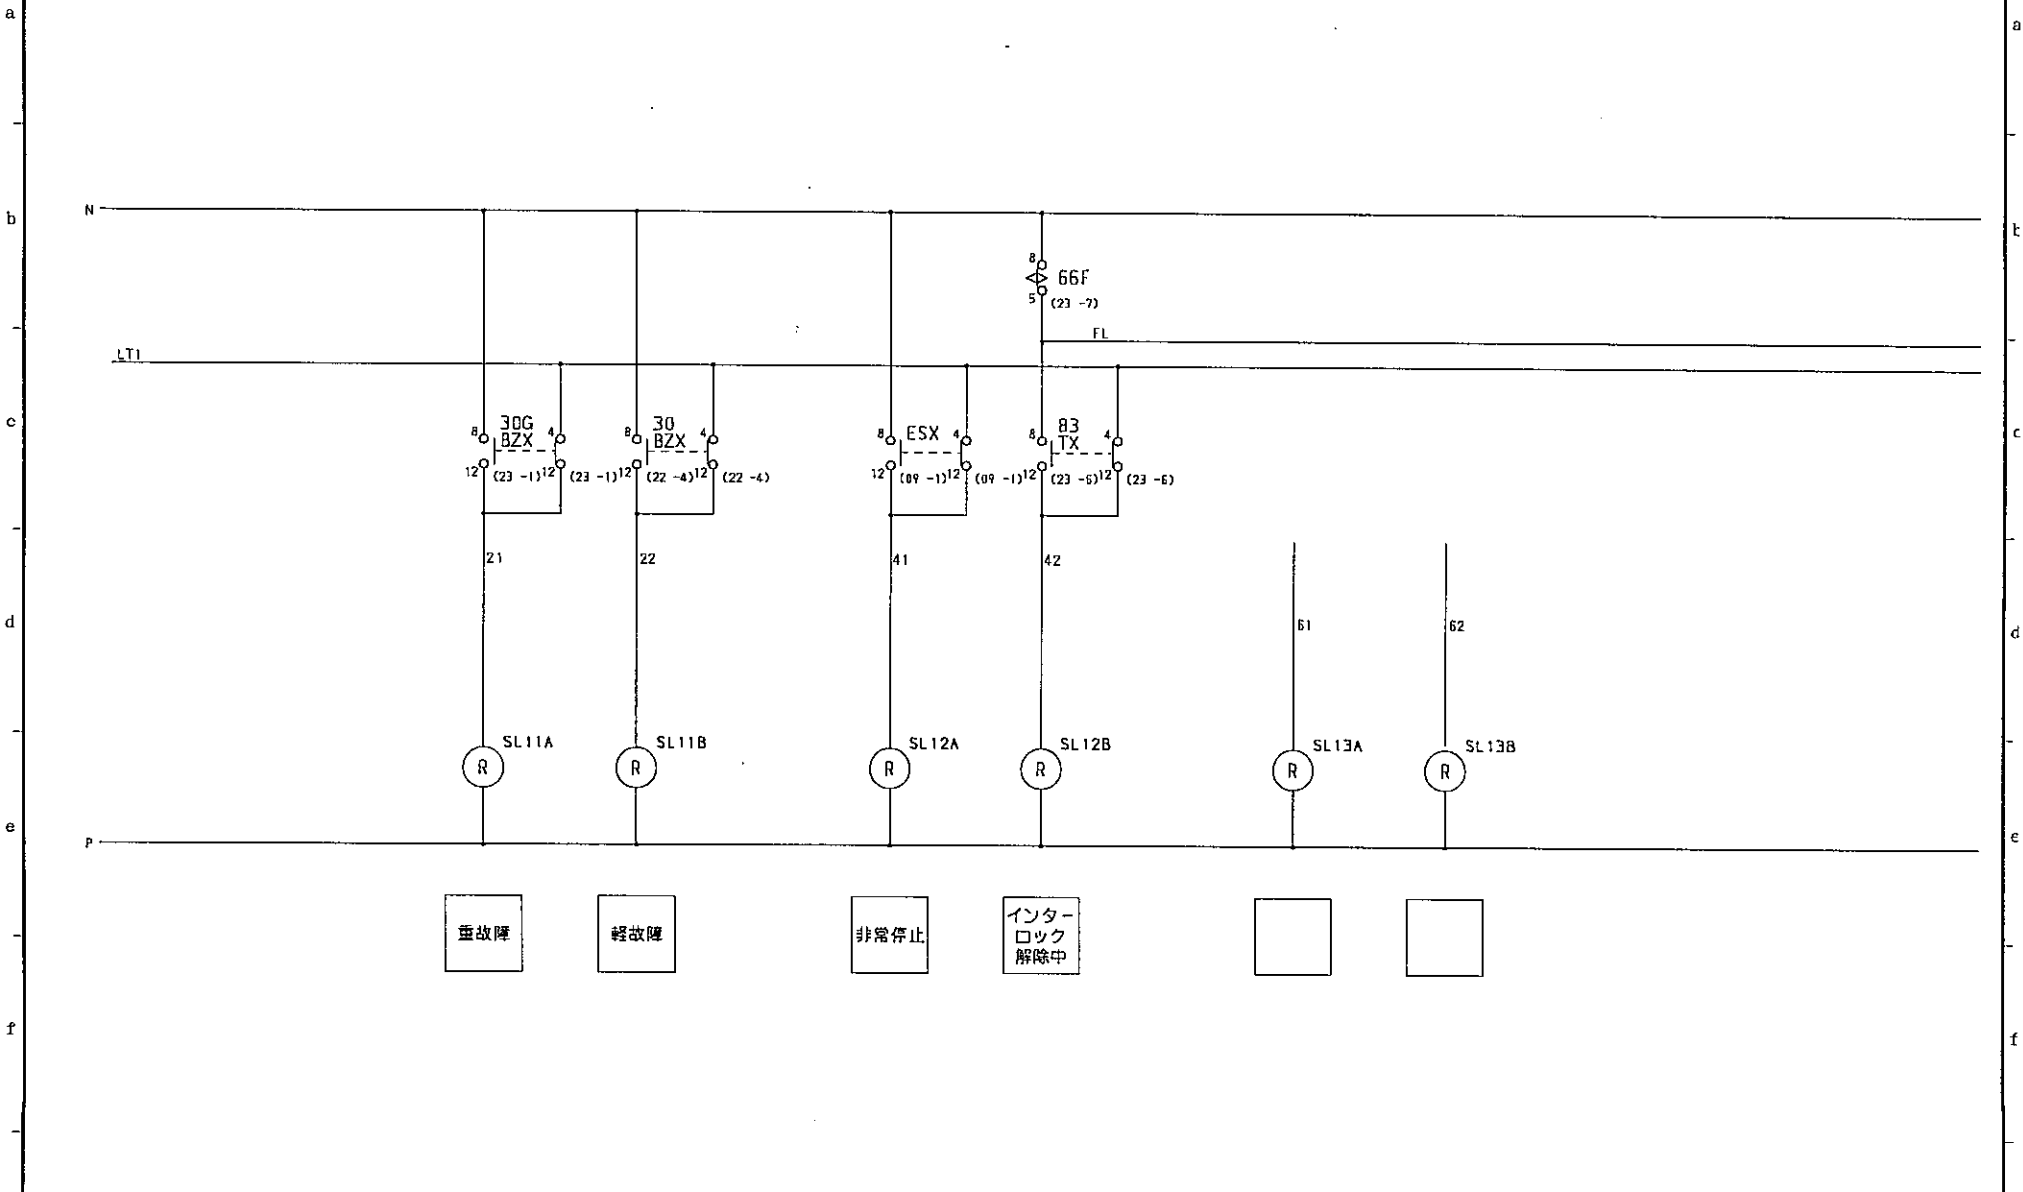 a
a
N
b
b
8
66F
5
(23 -7)
FL
LT1
c
c
8
30G
BZX
4
12
(23 -1)
12
(23 -1)
8
30
BZX
4
12
(22 -4)
12
(22 -4)
8
ESX
4
12
(09 -1)
12
(09 -1)
8
83
TX
4
12
(23 -6)
12
(23 -6)
21
22
41
42
d
61
62
d
SL11A
R
SL11B
R
SL12A
R
SL12B
R
SL13A
R
SL13B
R
e
P
e
重故障
軽故障
非常停止
インター
ロック
解除中
f
f